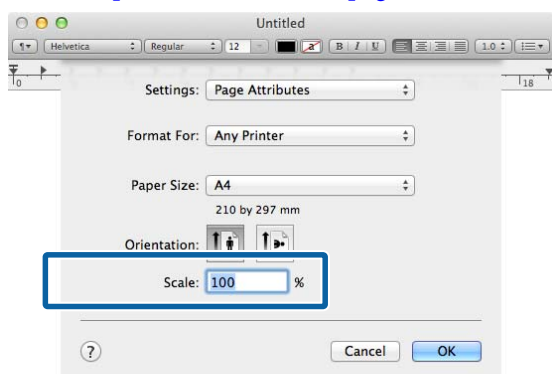 Untitled
¶ Helvetica Regular 12 a B I U 1.0
0 18
Settings: Page Attributes
Format For: Any Printer
Paper Size: A4
210 by 297 mm
Orientation:
Scale: 100 %
? Cancel OK